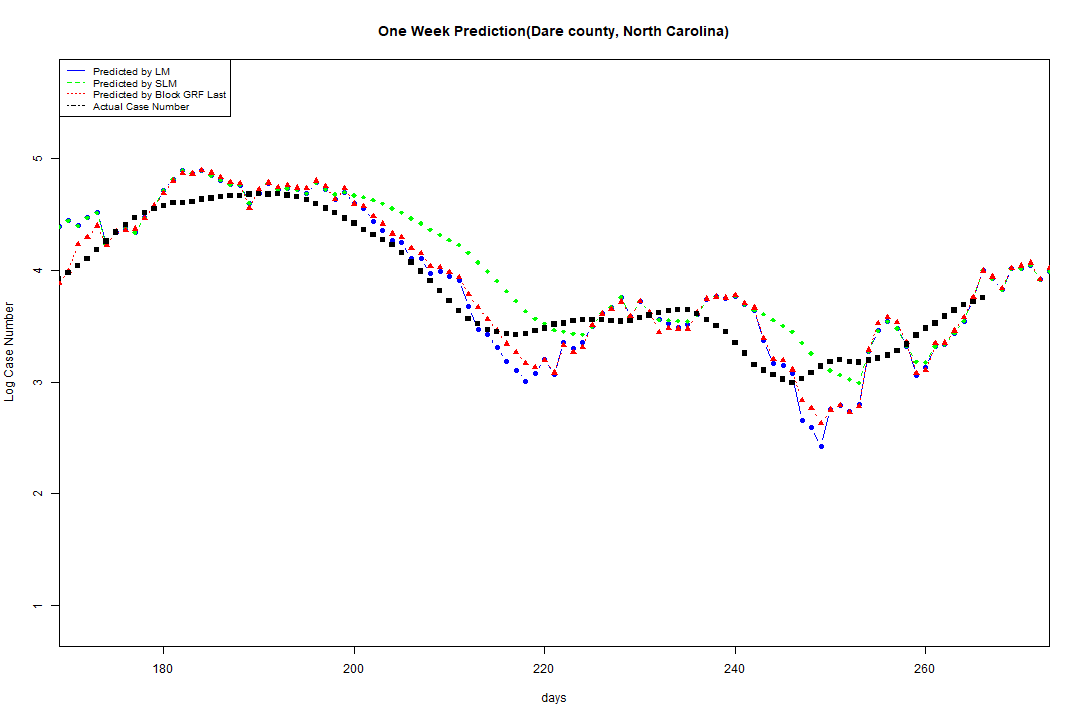 One Week Prediction(Dare county, North Carolina)
Predicted by LM
Predicted by SLM
Predicted by Block GRF Last
Actual Case Number
5
4
3
2
1
Log Case Number
180 200 220 240 260
days